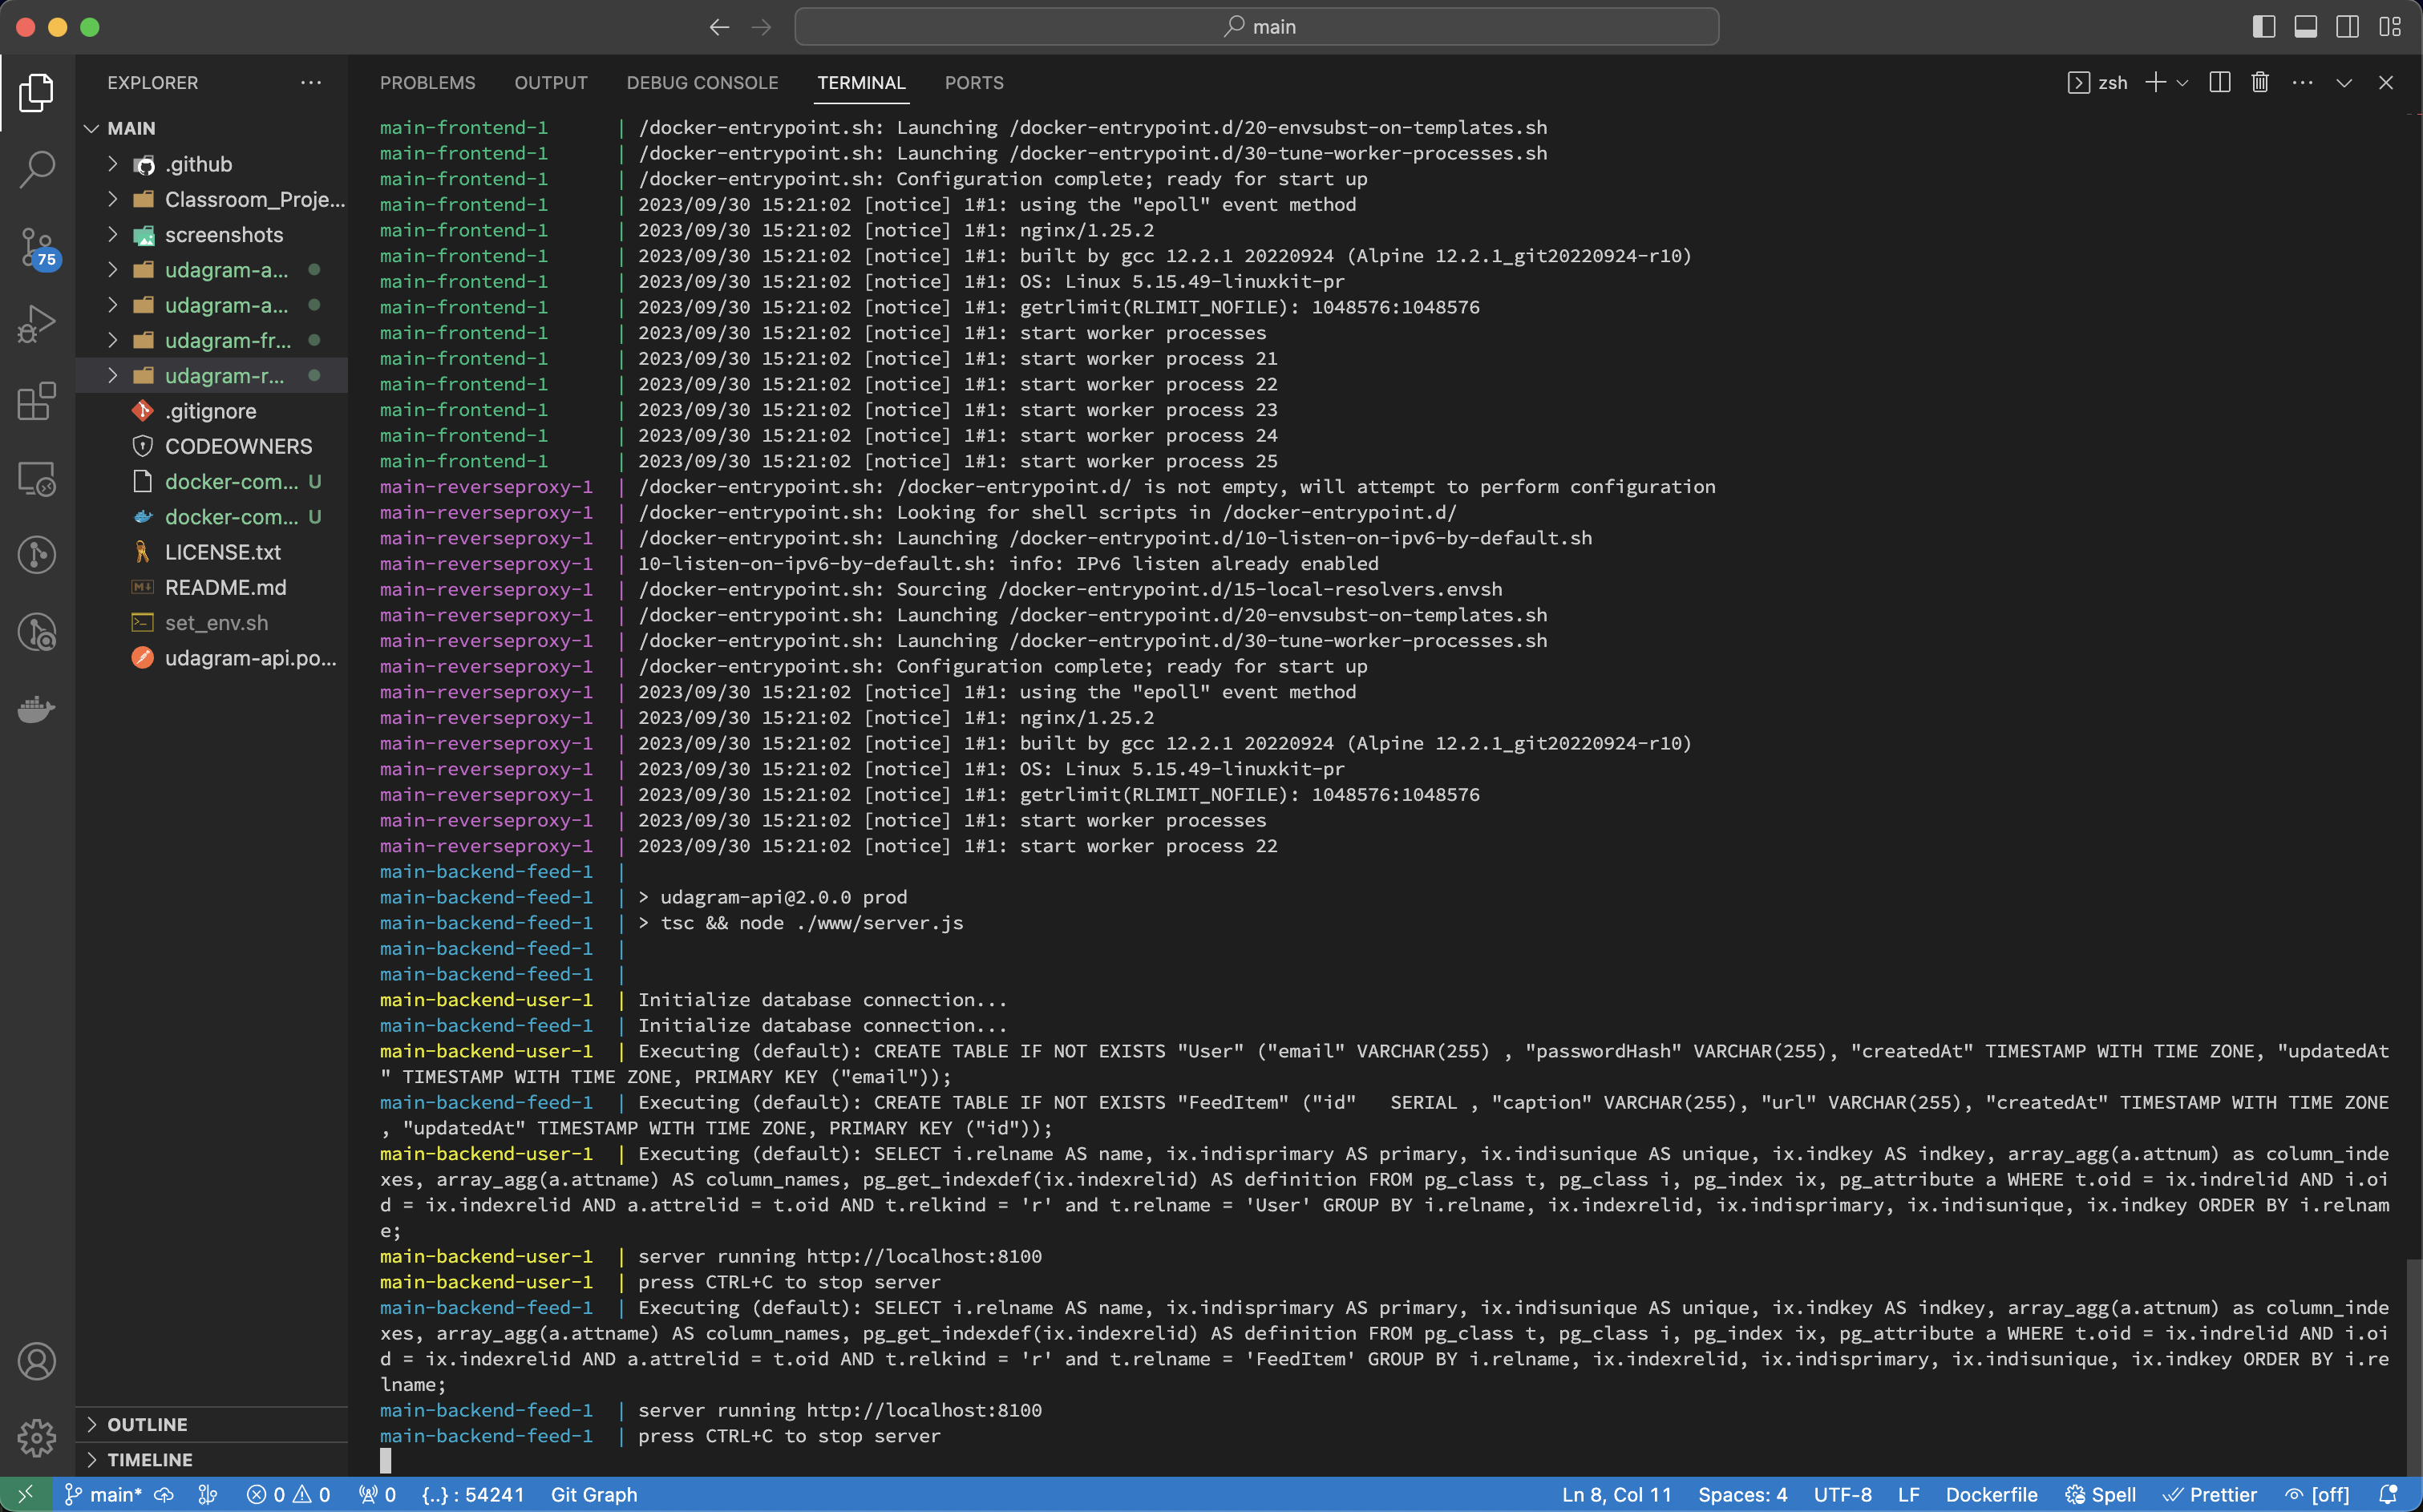 main
EXPLORER
MAIN
.github
Classroom_Proje...
screenshots
udagram-a...
udagram-a...
udagram-fr...
udagram-r...
.gitignore
CODEOWNERS
docker-com... U
docker-com... U
LICENSE.txt
README.md
set_env.sh
udagram-api.po...
OUTLINE
TIMELINE
75
PROBLEMS OUTPUT DEBUG CONSOLE TERMINAL PORTS
zsh
main-frontend-1 | /docker-entrypoint.sh: Launching /docker-entrypoint.d/20-envsubst-on-templates.sh
main-frontend-1 | /docker-entrypoint.sh: Launching /docker-entrypoint.d/30-tune-worker-processes.sh
main-frontend-1 | /docker-entrypoint.sh: Configuration complete; ready for start up
main-frontend-1 | 2023/09/30 15:21:02 [notice] 1#1: using the "epoll" event method
main-frontend-1 | 2023/09/30 15:21:02 [notice] 1#1: nginx/1.25.2
main-frontend-1 | 2023/09/30 15:21:02 [notice] 1#1: built by gcc 12.2.1 20220924 (Alpine 12.2.1_git20220924-r10)
main-frontend-1 | 2023/09/30 15:21:02 [notice] 1#1: OS: Linux 5.15.49-linuxkit-pr
main-frontend-1 | 2023/09/30 15:21:02 [notice] 1#1: getrlimit(RLIMIT_NOFILE): 1048576:1048576
main-frontend-1 | 2023/09/30 15:21:02 [notice] 1#1: start worker processes
main-frontend-1 | 2023/09/30 15:21:02 [notice] 1#1: start worker process 21
main-frontend-1 | 2023/09/30 15:21:02 [notice] 1#1: start worker process 22
main-frontend-1 | 2023/09/30 15:21:02 [notice] 1#1: start worker process 23
main-frontend-1 | 2023/09/30 15:21:02 [notice] 1#1: start worker process 24
main-frontend-1 | 2023/09/30 15:21:02 [notice] 1#1: start worker process 25
main-reverseproxy-1 | /docker-entrypoint.sh: /docker-entrypoint.d/ is not empty, will attempt to perform configuration
main-reverseproxy-1 | /docker-entrypoint.sh: Looking for shell scripts in /docker-entrypoint.d/
main-reverseproxy-1 | /docker-entrypoint.sh: Launching /docker-entrypoint.d/10-listen-on-ipv6-by-default.sh
main-reverseproxy-1 | 10-listen-on-ipv6-by-default.sh: info: IPv6 listen already enabled
main-reverseproxy-1 | /docker-entrypoint.sh: Sourcing /docker-entrypoint.d/15-local-resolvers.envsh
main-reverseproxy-1 | /docker-entrypoint.sh: Launching /docker-entrypoint.d/20-envsubst-on-templates.sh
main-reverseproxy-1 | /docker-entrypoint.sh: Launching /docker-entrypoint.d/30-tune-worker-processes.sh
main-reverseproxy-1 | /docker-entrypoint.sh: Configuration complete; ready for start up
main-reverseproxy-1 | 2023/09/30 15:21:02 [notice] 1#1: using the "epoll" event method
main-reverseproxy-1 | 2023/09/30 15:21:02 [notice] 1#1: nginx/1.25.2
main-reverseproxy-1 | 2023/09/30 15:21:02 [notice] 1#1: built by gcc 12.2.1 20220924 (Alpine 12.2.1_git20220924-r10)
main-reverseproxy-1 | 2023/09/30 15:21:02 [notice] 1#1: OS: Linux 5.15.49-linuxkit-pr
main-reverseproxy-1 | 2023/09/30 15:21:02 [notice] 1#1: getrlimit(RLIMIT_NOFILE): 1048576:1048576
main-reverseproxy-1 | 2023/09/30 15:21:02 [notice] 1#1: start worker processes
main-reverseproxy-1 | 2023/09/30 15:21:02 [notice] 1#1: start worker process 22
main-backend-feed-1 |
main-backend-feed-1 | > udagram-api@2.0.0 prod
main-backend-feed-1 | > tsc && node ./www/server.js
main-backend-feed-1 |
main-backend-feed-1 |
main-backend-user-1 | Initialize database connection...
main-backend-feed-1 | Initialize database connection...
main-backend-user-1 | Executing (default): CREATE TABLE IF NOT EXISTS "User" ("email" VARCHAR(255) , "passwordHash" VARCHAR(255), "createdAt" TIMESTAMP WITH TIME ZONE, "updatedAt
" TIMESTAMP WITH TIME ZONE, PRIMARY KEY ("email"));
main-backend-feed-1 | Executing (default): CREATE TABLE IF NOT EXISTS "FeedItem" ("id"   SERIAL , "caption" VARCHAR(255), "url" VARCHAR(255), "createdAt" TIMESTAMP WITH TIME ZONE
, "updatedAt" TIMESTAMP WITH TIME ZONE, PRIMARY KEY ("id"));
main-backend-user-1 | Executing (default): SELECT i.relname AS name, ix.indisprimary AS primary, ix.indisunique AS unique, ix.indkey AS indkey, array_agg(a.attnum) as column_inde
xes, array_agg(a.attname) AS column_names, pg_get_indexdef(ix.indexrelid) AS definition FROM pg_class t, pg_class i, pg_index ix, pg_attribute a WHERE t.oid = ix.indrelid AND i.oi
d = ix.indexrelid AND a.attrelid = t.oid AND t.relkind = 'r' and t.relname = 'User' GROUP BY i.relname, ix.indexrelid, ix.indisprimary, ix.indisunique, ix.indkey ORDER BY i.relnam
e;
main-backend-user-1 | server running http://localhost:8100
main-backend-user-1 | press CTRL+C to stop server
main-backend-feed-1 | Executing (default): SELECT i.relname AS name, ix.indisprimary AS primary, ix.indisunique AS unique, ix.indkey AS indkey, array_agg(a.attnum) as column_inde
xes, array_agg(a.attname) AS column_names, pg_get_indexdef(ix.indexrelid) AS definition FROM pg_class t, pg_class i, pg_index ix, pg_attribute a WHERE t.oid = ix.indrelid AND i.oi
d = ix.indexrelid AND a.attrelid = t.oid AND t.relkind = 'r' and t.relname = 'FeedItem' GROUP BY i.relname, ix.indexrelid, ix.indisprimary, ix.indisunique, ix.indkey ORDER BY i.re
lname;
main-backend-feed-1 | server running http://localhost:8100
main-backend-feed-1 | press CTRL+C to stop server
main* 0 0 0 {..} : 54241 Git Graph Ln 8, Col 11 Spaces: 4 UTF-8 LF Dockerfile Spell Prettier [off]